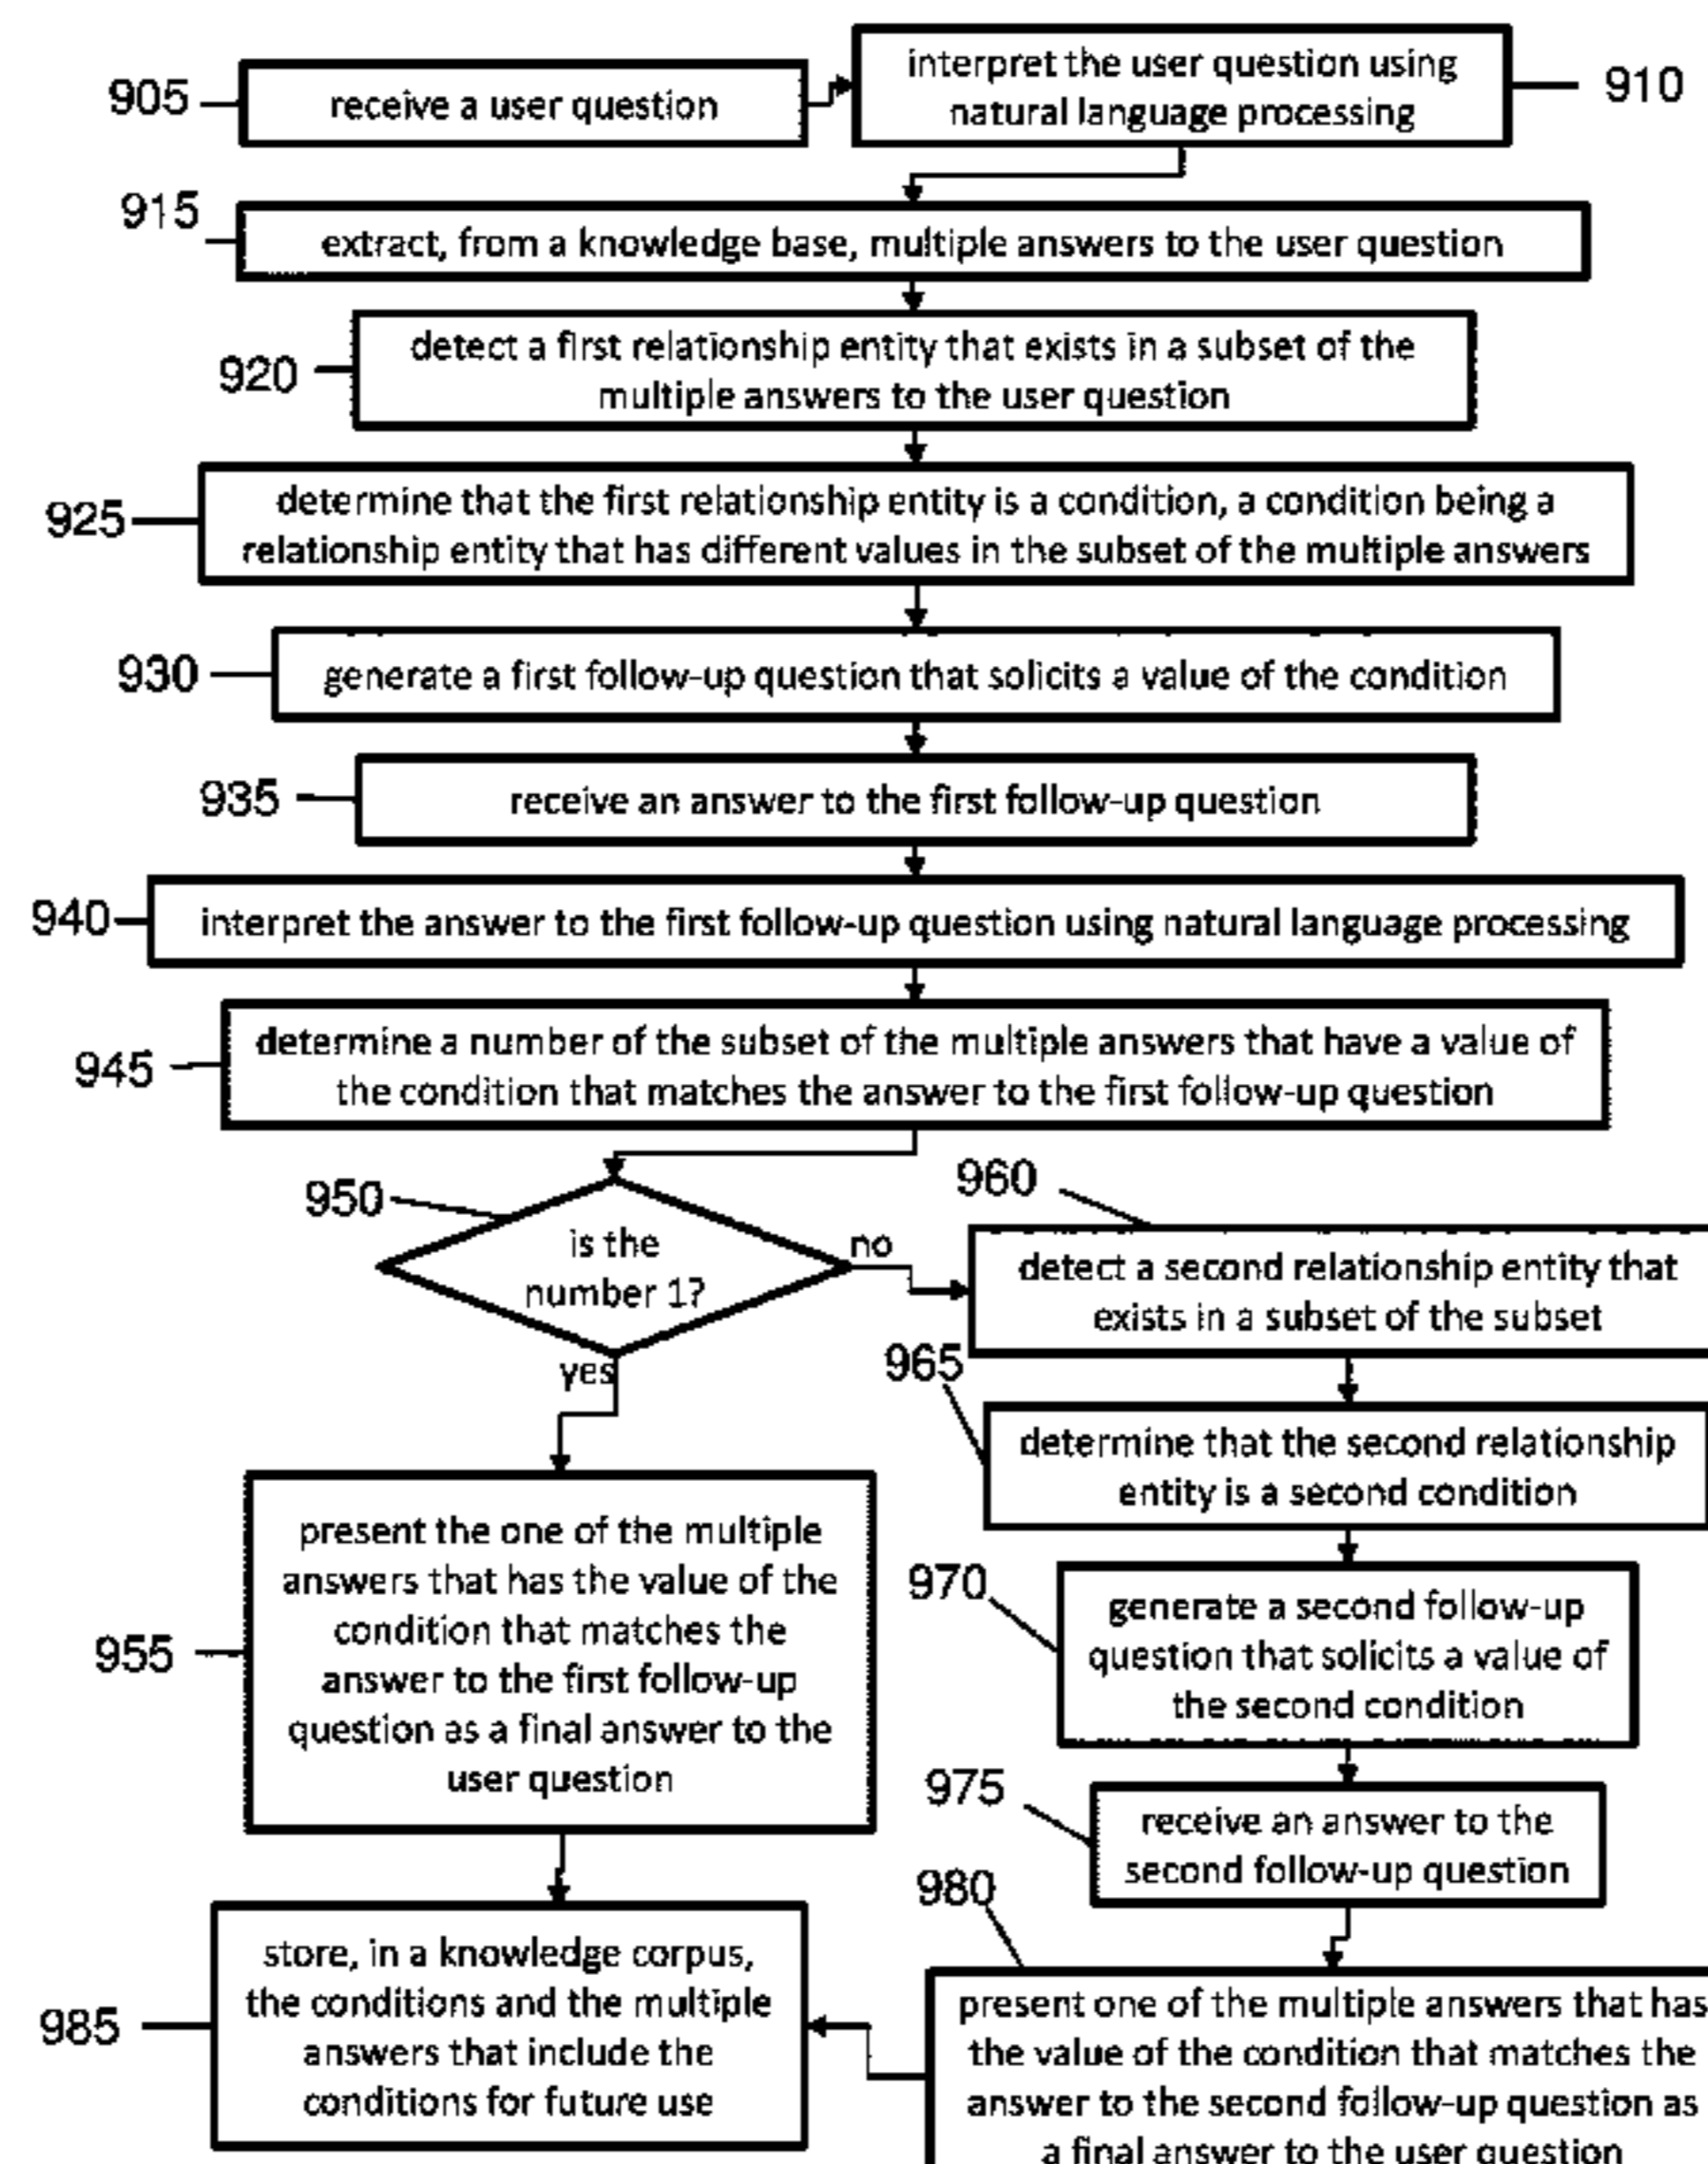 905
receive a user question
interpret the user question using
natural language processing
910
915
extract, from a knowledge base, multiple answers to the user question
920
detect a first relationship entity that exists in a subset of the
multiple answers to the user question
925
determine that the first relationship entity is a condition, a condition being a
relationship entity that has different values in the subset of the multiple answers
930
generate a first follow-up question that solicits a value of the condition
935
receive an answer to the first follow-up question
940
interpret the answer to the first follow-up question using natural language processing
945
determine a number of the subset of the multiple answers that have a value of
the condition that matches the answer to the first follow-up question
950
is the
number 1?
no
yes
960
detect a second relationship entity that
exists in a subset of the subset
965
determine that the second relationship
entity is a second condition
955
present the one of the multiple
answers that has the value of the
condition that matches the
answer to the first follow-up
question as a final answer to the
user question
970
generate a second follow-up
question that solicits a value of
the second condition
975
receive an answer to the
second follow-up question
980
present one of the multiple answers that has
the value of the condition that matches the
answer to the second follow-up question as
a final answer to the user question
985
store, in a knowledge corpus,
the conditions and the multiple
answers that include the
conditions for future use